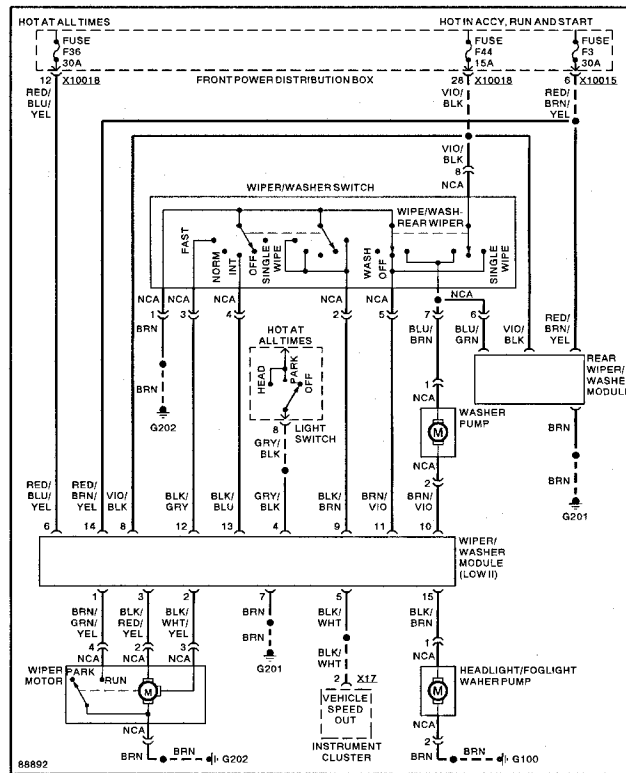 HOT AT ALL TIMES HOT IN ACCY, RUN AND START
FUSE F36 30A
FUSE F44 15A
FUSE F3 30A
12 X10018 FRONT POWER DISTRIBUTION BOX 28 X10018 6 X10015
RED/ BLU/ YEL
VIO/ BLK
RED/ BRN/ YEL
VIO/ BLK
8
NCA
WIPER/WASHER SWITCH
WIPE/WASH-
REAR WIPER
FAST
NORM
INT
OFF
SINGLE WIPE
WASH
OFF
SINGLE WIPE
NCA NCA NCA NCA NCA NCA
1 3 4 2 5 7 6
BRN
BLU/ BRN
BLU/ GRN
VIO/ BLK
RED/ BRN/ YEL
BRN
G202
HOT AT
ALL TIMES
HEAD
PARK
OFF
8 LIGHT
SWITCH
GRY/ BLK
1
NCA
M
WASHER
PUMP
NCA
2
REAR
WIPER/
WASHER
MODULE
BRN
BRN
G201
RED/ BLU/ YEL
RED/ BRN/ YEL
VIO/ BLK
BLK/ GRY
BLK/ BLU
GRY/ BLK
BLK/ BRN
BRN/ VIO
BRN/ VIO
6 14 8 12 13 4 9 11 10
WIPER/
WASHER
MODULE
(LOW II)
1 3 2 7 5 15
BRN/ GRN/ YEL
BLK/ RED/ YEL
BLK/ WHT/ YEL
BRN
BRN
G201
BLK/ WHT
BLK/ WHT
BLK/ BRN
4 2 3
NCA NCA NCA
WIPER
MOTOR
PARK
RUN
M
NCA
BRN BRN G202
2 X17
VEHICLE
SPEED
OUT
INSTRUMENT
CLUSTER
1
NCA
M
HEADLIGHT/FOGLIGHT
WAHER PUMP
NCA
2
BRN BRN G100
88892